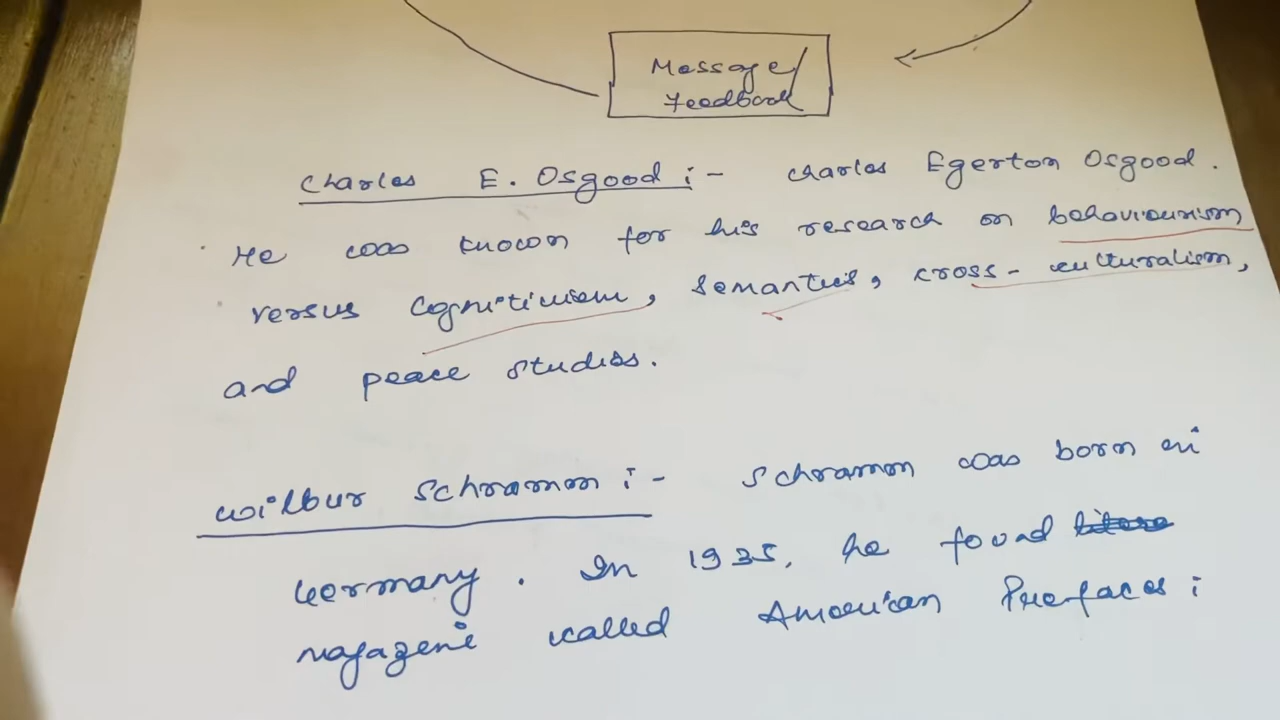 Message/
Feedback
Charles E. Osgood :- Charles Egerton Osgood.
He was known for his research on behaviourism
versus Cognitivism, Semantics, cross-culturalism,
and peace studies.
Wilbur Schramm :- Schramm was born in
Germany. In 1935, he found
magazene called American Prefaces :